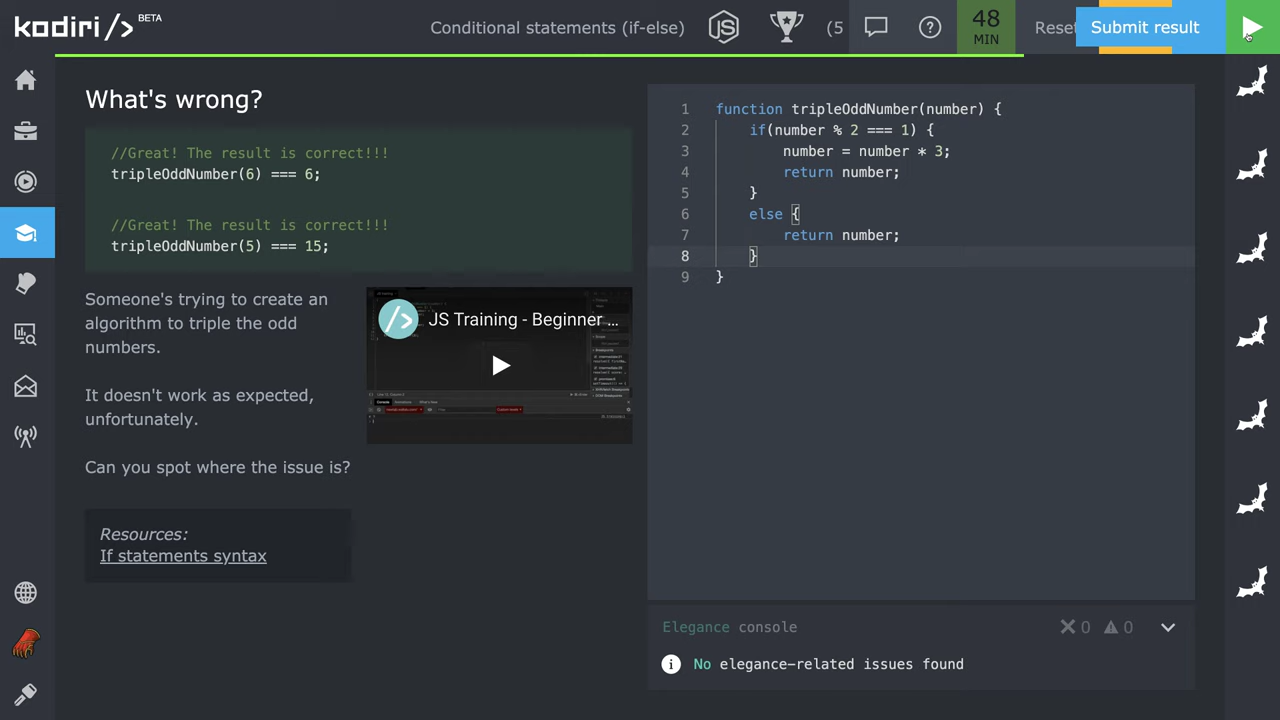 kodiri/> BETA
Conditional statements (if-else)
(5
48
MIN
Reset
Submit result
What's wrong?
//Great! The result is correct!!!
tripleOddNumber(6) === 6;
//Great! The result is correct!!!
tripleOddNumber(5) === 15;
Someone's trying to create an
algorithm to triple the odd
numbers.
It doesn't work as expected,
unfortunately.
Can you spot where the issue is?
Resources:
If statements syntax
JS Training - Beginner ...
1 function tripleOddNumber(number) {
2 if(number % 2 === 1) {
3 number = number * 3;
4 return number;
5 }
6 else {
7 return number;
8 }
9 }
Elegance console
0 0
No elegance-related issues found